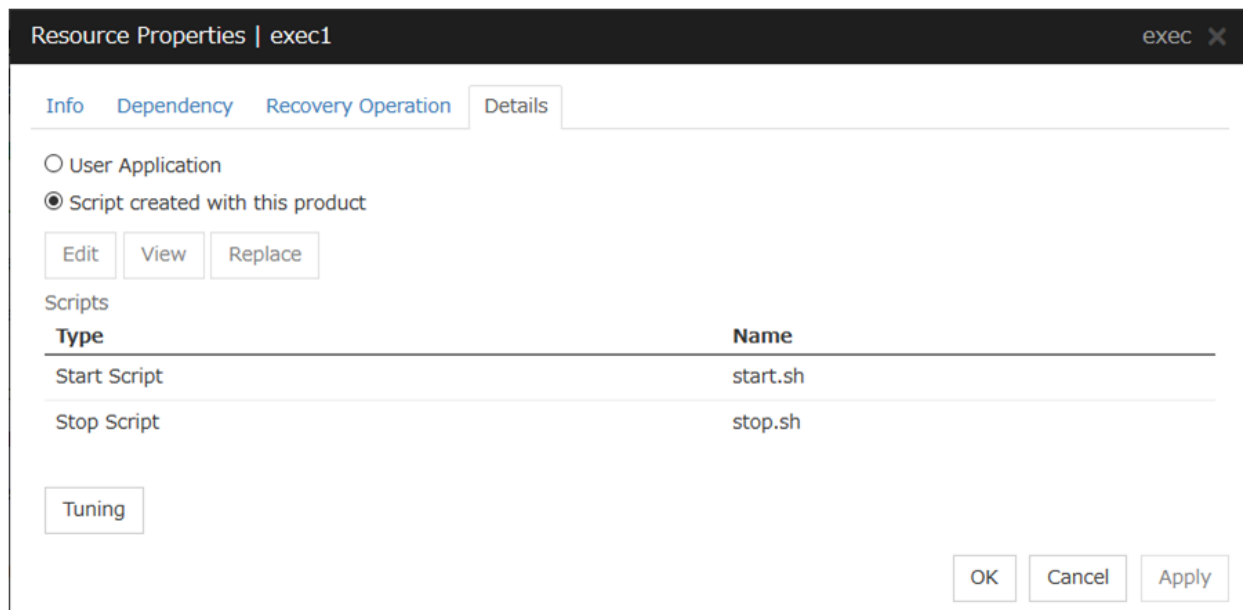 Resource Properties | exec1 exec
Info Dependency Recovery Operation Details
User Application
Script created with this product
Edit View Replace
Scripts
Type Name
Start Script start.sh
Stop Script stop.sh
Tuning
OK Cancel Apply